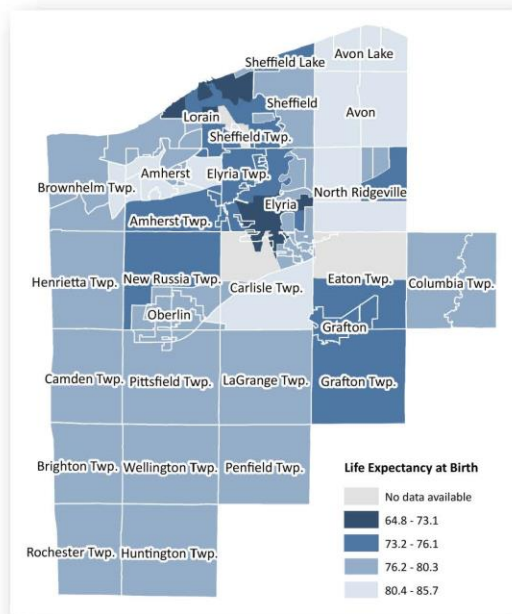 Avon Lake
Sheffield Lake
Sheffield
Avon
Lorain
Sheffield Twp.
Amherst
Elyria Twp.
Brownhelm Twp.
North Ridgeville
Elyria
Amherst Twp.
Henrietta Twp.
New Russia Twp.
Carlisle Twp.
Eaton Twp.
Columbia Twp.
Oberlin
Grafton
Camden Twp.
Pittsfield Twp.
LaGrange Twp.
Grafton Twp.
Brighton Twp.
Wellington Twp.
Penfield Twp.
Rochester Twp.
Huntington Twp.
Life Expectancy at Birth
No data available
64.8 - 73.1
73.2 - 76.1
76.2 - 80.3
80.4 - 85.7